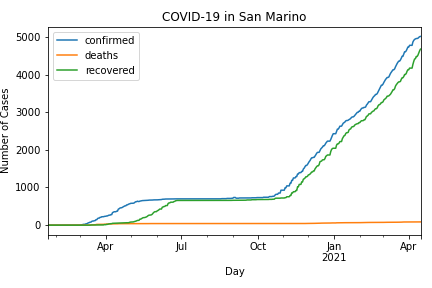 COVID-19 in San Marino
confirmed
deaths
recovered
Number of Cases
5000
4000
3000
2000
1000
0
Apr Jul Oct Jan Apr
2021
Day